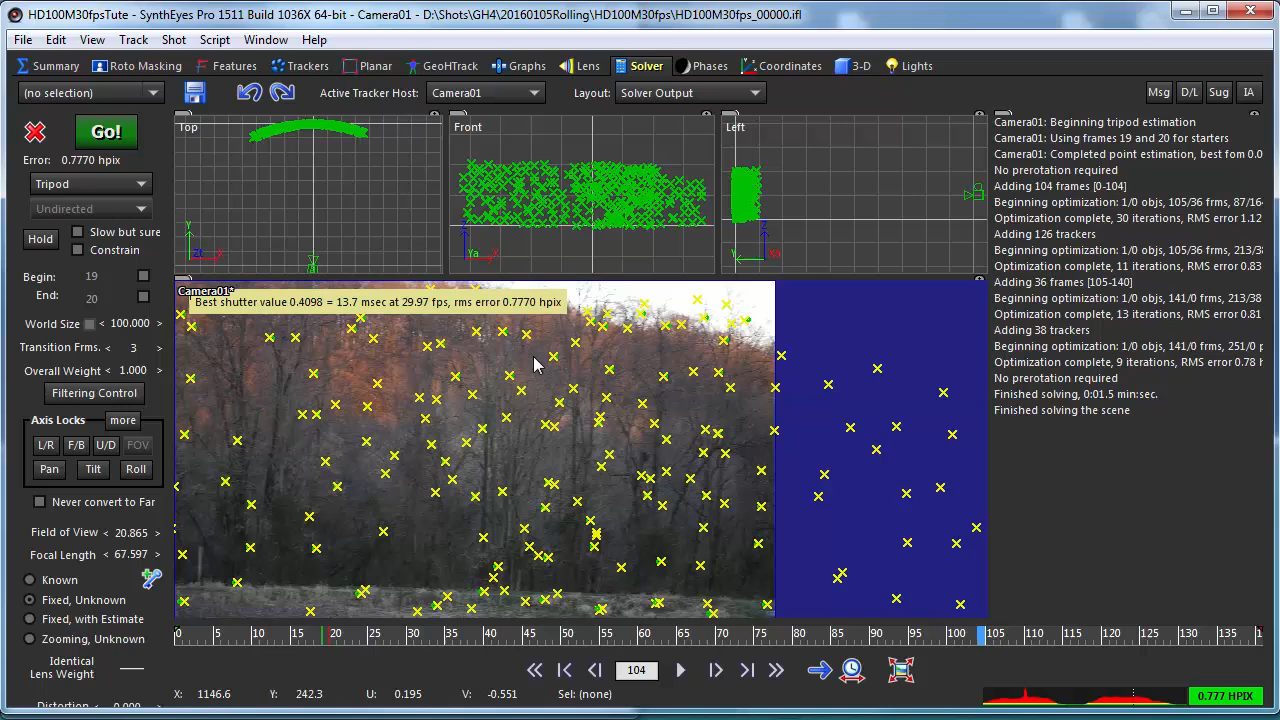 HD100M30fpsTute - SynthEyes Pro 1511 Build 1036X 64-bit - Camera01 - D:\Shots\GH4\20160105Rolling\HD100M30fps\HD100M30fps_00000.ifl
File Edit View Track Shot Script Window Help
Summary Roto Masking Features Trackers Planar GeoHTrack Graphs Lens Solver Phases Coordinates 3-D Lights
(no selection) Active Tracker Host: Camera01 Layout: Solver Output Msg D/L Sug IA
Go!
Error: 0.7770 hpix
Tripod
Undirected
Hold
Slow but sure
Constrain
Begin: 19
End: 20
World Size 100.000
Transition Frms. 3
Overall Weight 1.000
Filtering Control
Axis Locks more
L/R F/B U/D FOV
Pan Tilt Roll
Never convert to Far
Field of View 20.865
Focal Length 67.597
Known
Fixed, Unknown
Fixed, with Estimate
Zooming, Unknown
Identical
Lens Weight
Distortion 0.000
Top
Y
X
Front
Z
Ya X
Left
Y
Z
Camera01*
Best shutter value 0.4098 = 13.7 msec at 29.97 fps, rms error 0.7770 hpix
Camera01: Beginning tripod estimation
Camera01: Using frames 19 and 20 for starters
Camera01: Completed point estimation, best fom 0.0
No prerotation required
Adding 104 frames [0-104]
Beginning optimization: 1/0 objs, 105/36 frms, 87/16
Optimization complete, 30 iterations, RMS error 1.12
Adding 126 trackers
Beginning optimization: 1/0 objs, 105/36 frms, 213/3
Optimization complete, 11 iterations, RMS error 0.83
Adding 36 frames [105-140]
Beginning optimization: 1/0 objs, 141/0 frms, 213/38
Optimization complete, 13 iterations, RMS error 0.81
Adding 38 trackers
Beginning optimization: 1/0 objs, 141/0 frms, 251/0 p
Optimization complete, 9 iterations, RMS error 0.78 h
No prerotation required
Finished solving, 0:01.5 min:sec.
Finished solving the scene
0 5 10 15 20 25 30 35 40 45 50 55 60 65 70 75 80 85 90 95 100 105 110 115 120 125 130 135
104
X: 1146.6 Y: 242.3 U: 0.195 V: -0.551 Sel: (none) 0.777 HPIX